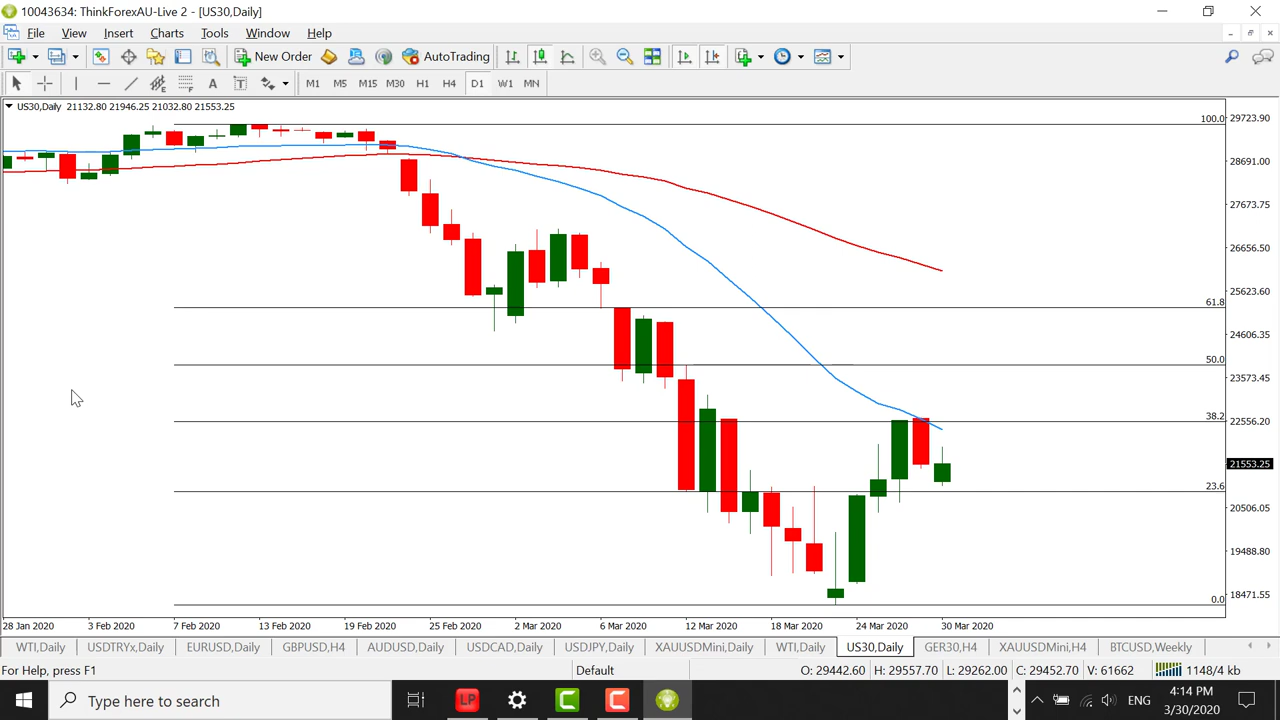 10043634: ThinkForexAU-Live 2 - [US30,Daily]
File View Insert Charts Tools Window Help
New Order AutoTrading
A T M1 M5 M15 M30 H1 H4 D1 W1 MN
US30,Daily 21132.80 21946.25 21032.80 21553.25
100.0 29723.90
28691.00
27673.75
26656.50
61.8 25623.60
24606.35
50.0 23573.45
38.2 22556.20
21553.25
23.6 20506.05
19488.80
0.0 18471.55
28 Jan 2020 3 Feb 2020 7 Feb 2020 13 Feb 2020 19 Feb 2020 25 Feb 2020 2 Mar 2020 6 Mar 2020 12 Mar 2020 18 Mar 2020 24 Mar 2020 30 Mar 2020
WTI,Daily USDTRYx,Daily EURUSD,Daily GBPUSD,H4 AUDUSD,Daily USDCAD,Daily USDJPY,Daily XAUUSDMini,Daily WTI,Daily US30,Daily GER30,H4 XAUUSDMini,H4 BTCUSD,Weekly
For Help, press F1 Default O: 29442.60 H: 29557.70 L: 29262.00 C: 29452.70 V: 61662 1148/4 kb
Type here to search LP C C ENG 4:14 PM
3/30/2020